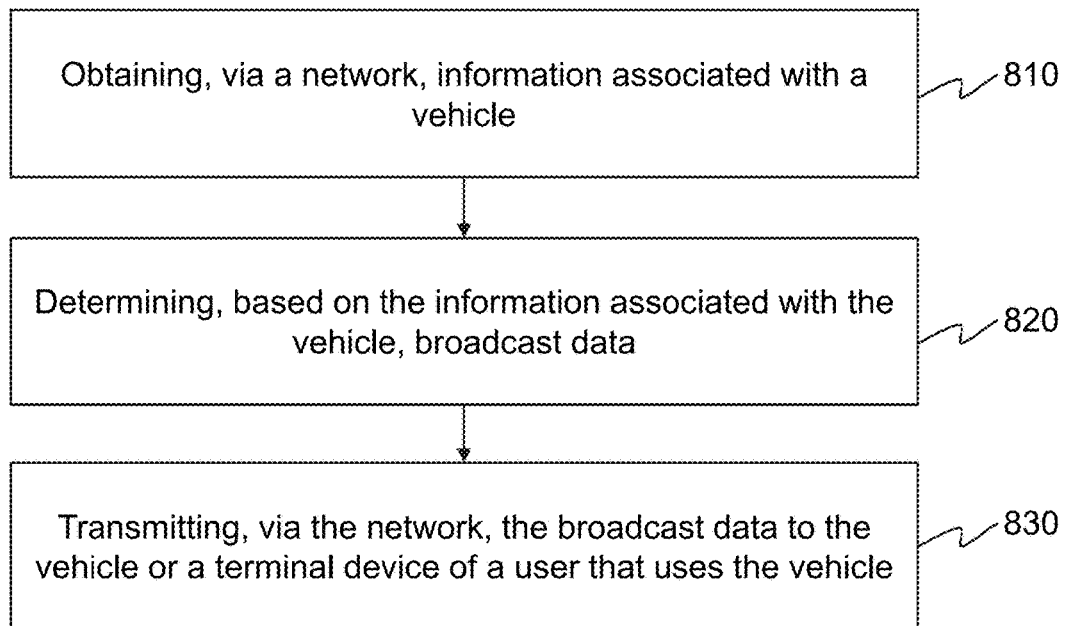 Obtaining, via a network, information associated with a
vehicle
810
Determining, based on the information associated with the
vehicle, broadcast data
820
Transmitting, via the network, the broadcast data to the
vehicle or a terminal device of a user that uses the vehicle
830